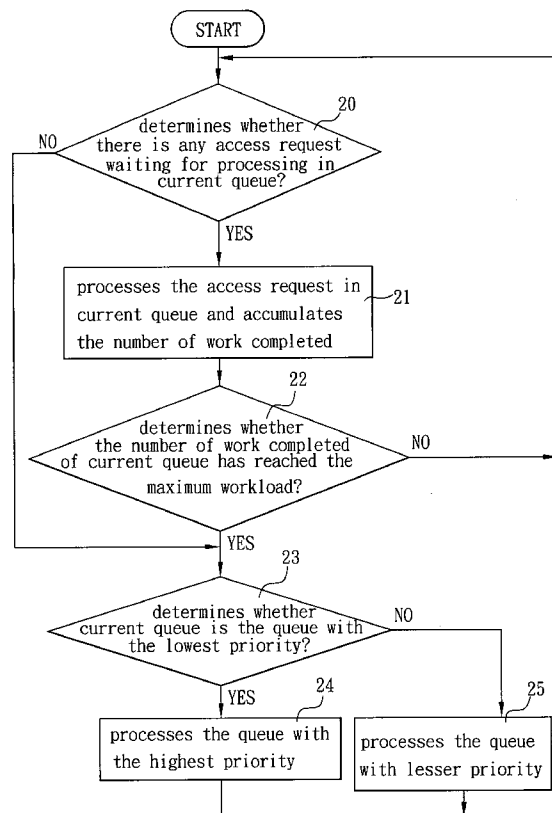 START
20
NO
determines whether
there is any access request
waiting for processing in
current queue?
YES
processes the access request in
current queue and accumulates
the number of work completed
21
22
determines whether
the number of work completed
of current queue has reached the
maximum workload?
NO
YES
23
determines whether
current queue is the queue with
the lowest priority?
NO
YES
24
processes the queue with
the highest priority
25
processes the queue
with lesser priority